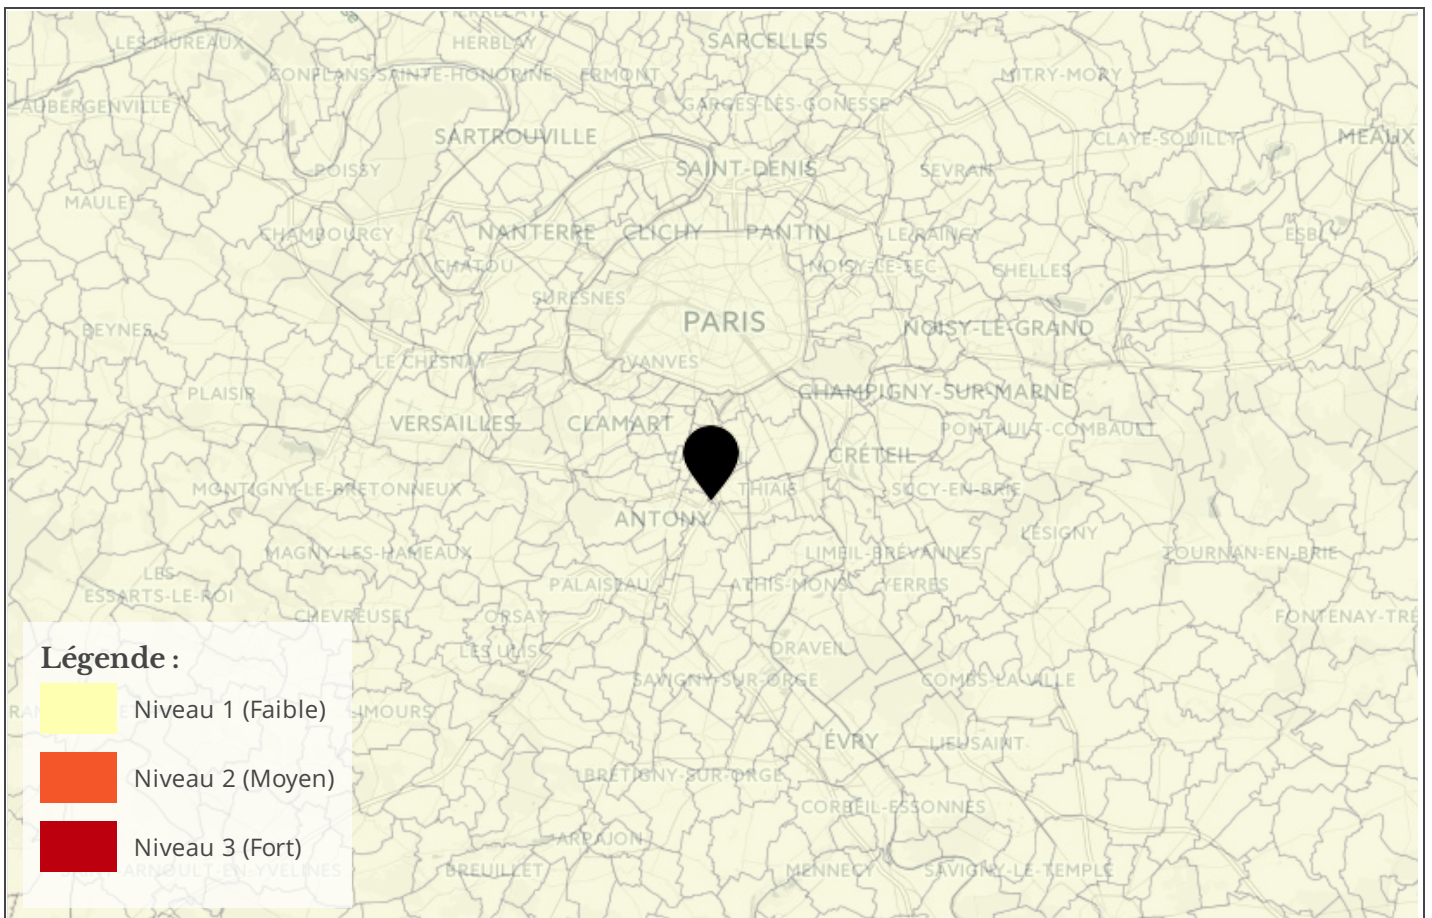 PIERRELAYE
LES MUREAUX
HERBLAY
SARCELLES
CONFLANS-SAINTE-HONORINE
ERMONT
MITRY-MORY
AUBERGENVILLE
GARGES-LÈS-GONESSE
SARTROUVILLE
CLAYE-SOUILLY
MEAUX
POISSY
SAINT-DENIS
SEVRAN
MAULE
CHAMBOURCY
NANTERRE
CLICHY
PANTIN
LE RAINCY
ESBLY
CHATOU
NOISY-LE-SEC
CHELLES
SURESNES
PARIS
NOISY-LE-GRAND
BEYNES
LE CHESNAY
VANVES
PLAISIR
CHAMPIGNY-SUR-MARNE
VERSAILLES
CLAMART
PONTAULT-COMBAULT
CRÉTEIL
MONTIGNY-LE-BRETONNEUX
THIAIS
SUCY-EN-BRIE
ANTONY
LÉSIGNY
MAGNY-LES-HAMEAUX
LIMEIL-BRÉVANNES
TOURNAN-EN-BRIE
LES
ESSARTS-LE-ROI
PALAISEAU
ATHIS-MONS
YERRES
CHEVREUSE
ORSAY
FONTENAY-TRÉ
LES ULIS
DRAVEIL
SAVIGNY-SUR-ORGE
COMBS-LA-VILLE
LIMOURS
ÉVRY
LIEUSAINT
BRÉTIGNY-SUR-ORGE
CORBEIL-ESSONNES
ARPAJON
BREUILLET
MENNECY
SAVIGNY-LE-TEMPLE
Légende :
Niveau 1 (Faible)
Niveau 2 (Moyen)
Niveau 3 (Fort)
SAINT-ARNOULT-EN-YVELINES